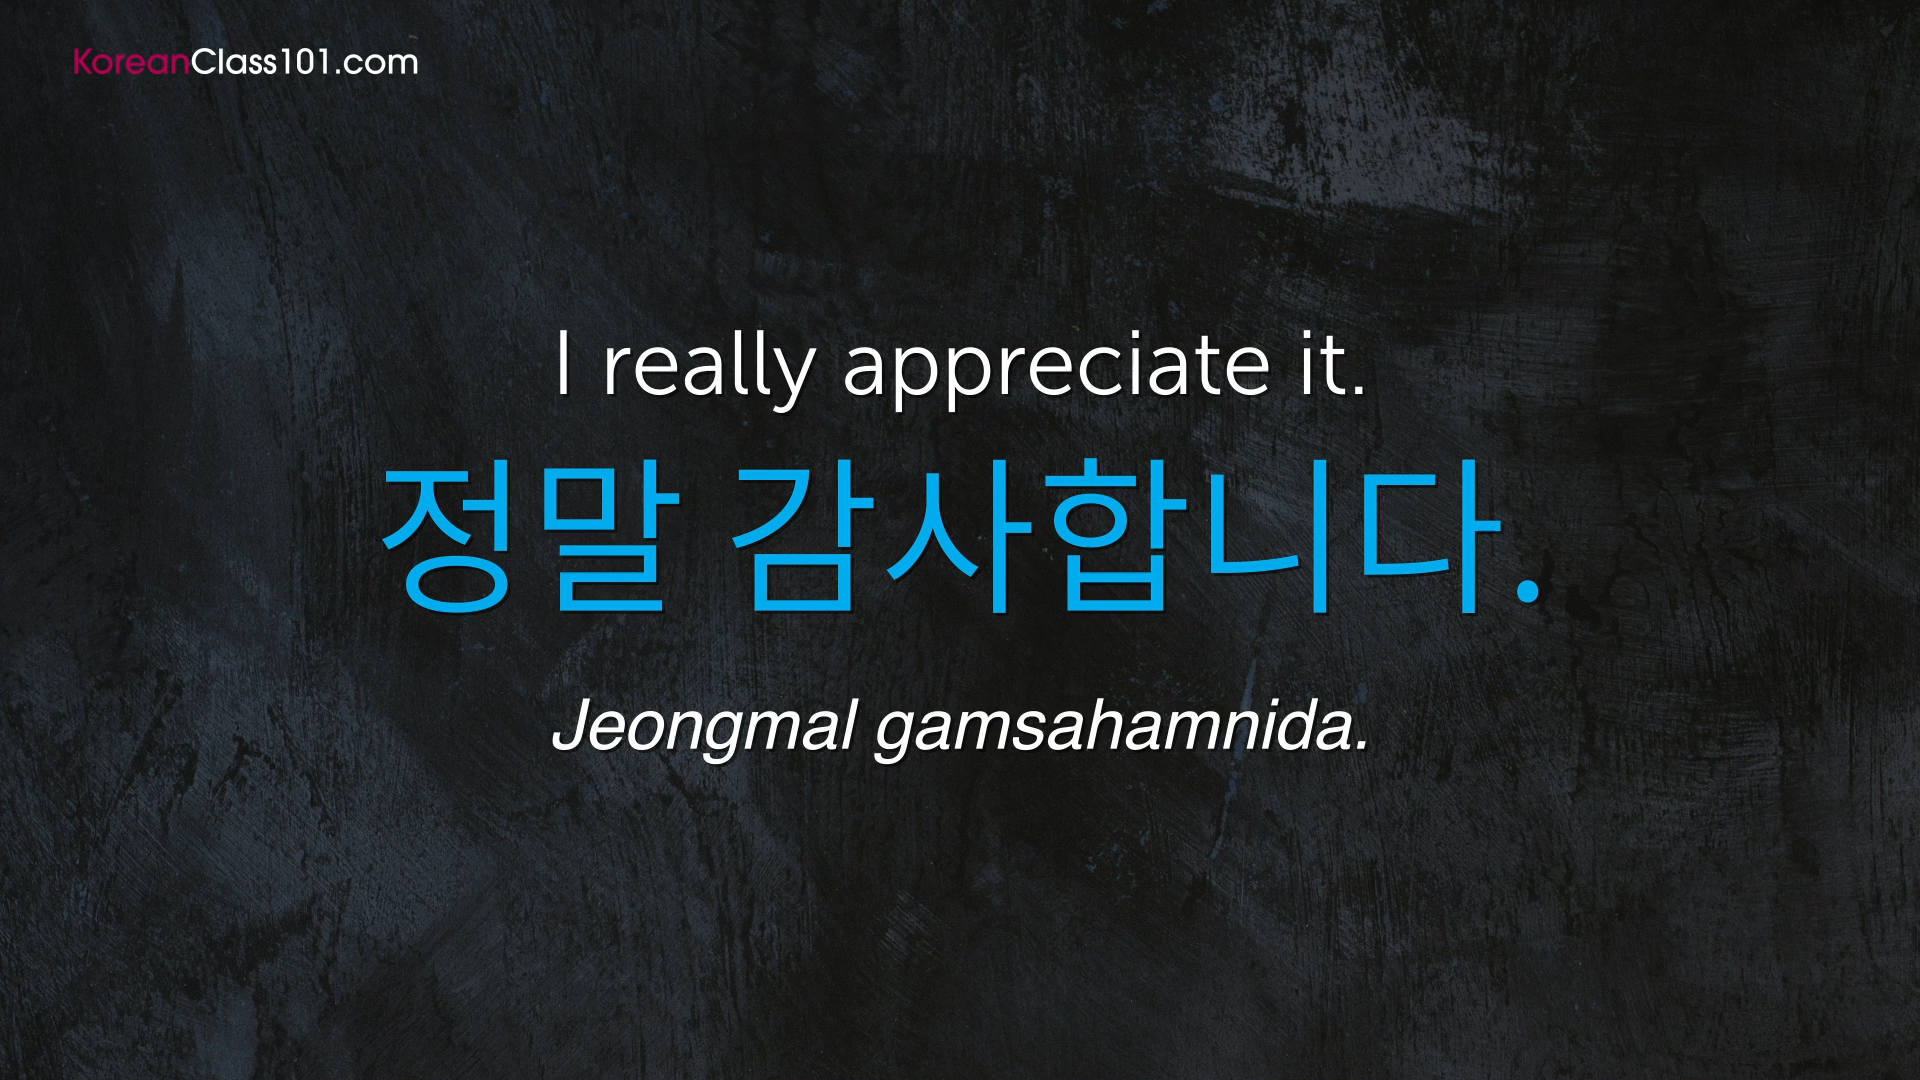 KoreanClass101.com
I really appreciate it.
정말 감사합니다.
Jeongmal gamsahamnida.